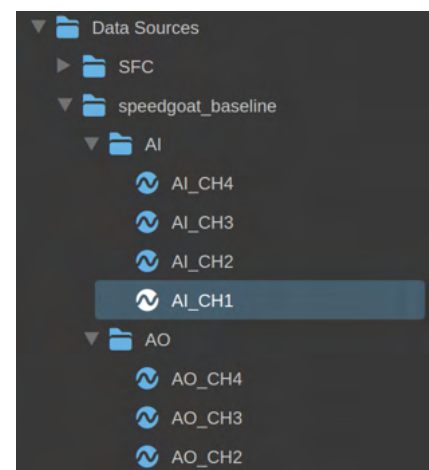 Data Sources
SFC
speedgoat_baseline
AI
AI_CH4
AI_CH3
AI_CH2
AI_CH1
AO
AO_CH4
AO_CH3
AO_CH2